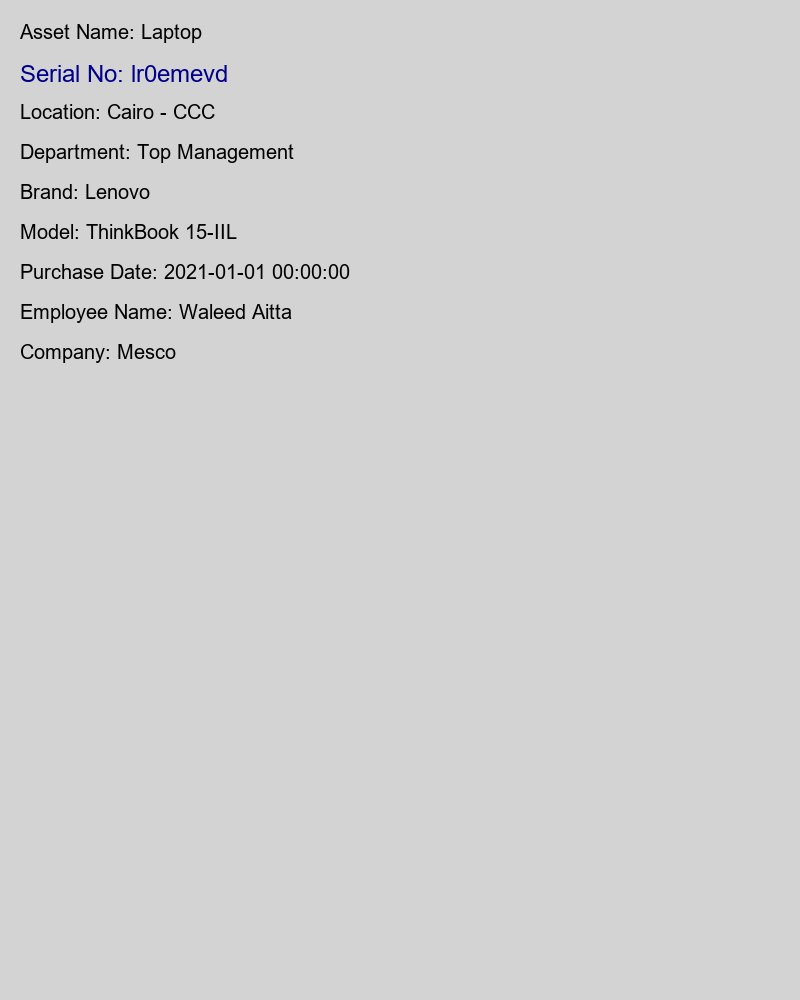 Asset Name: Laptop
Serial No: lr0emevd
Location: Cairo - CCC
Department: Top Management
Brand: Lenovo
Model: ThinkBook 15-IIL
Purchase Date: 2021-01-01 00:00:00
Employee Name: Waleed Aitta
Company: Mesco